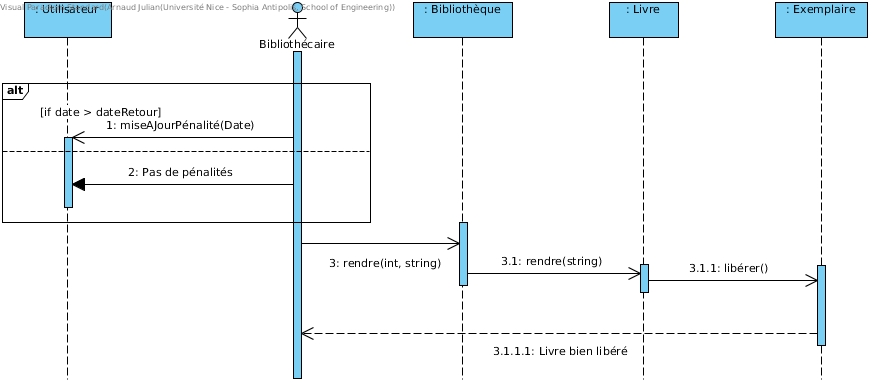 Visual Paradigm Standard(Arnaud Julian(Université Nice - Sophia Antipolis School of Engineering))
: Utilisateur
Bibliothécaire
: Bibliothèque
: Livre
: Exemplaire
alt
[if date > dateRetour]
1: miseAJourPénalité(Date)
2: Pas de pénalités
3: rendre(int, string)
3.1: rendre(string)
3.1.1: libérer()
3.1.1.1: Livre bien libéré